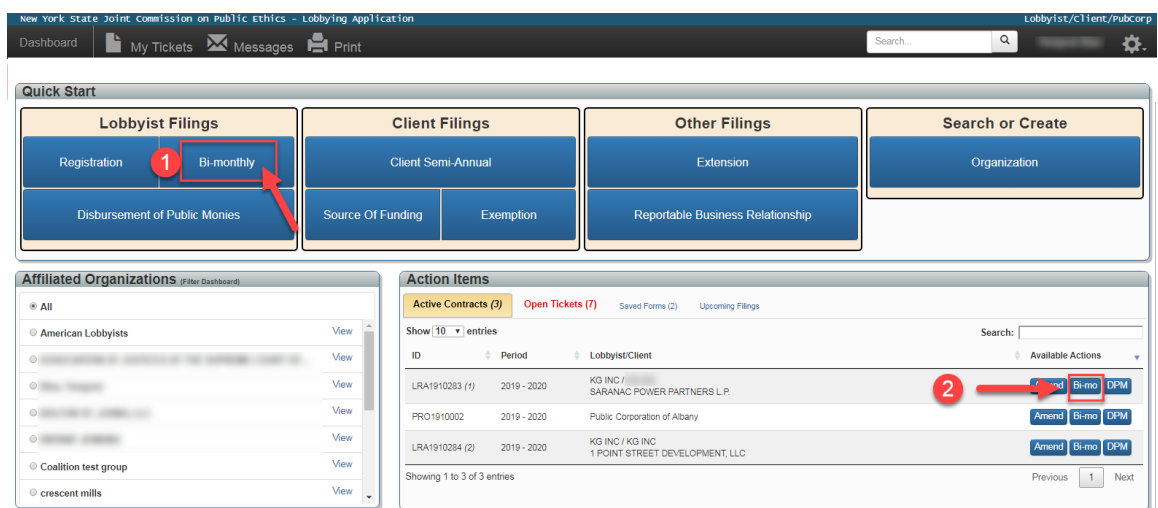 New York State Joint Commission on Public Ethics - Lobbying Application Lobbyist/Client/PubCorp
Dashboard My Tickets Messages Print Search...
Quick Start
Lobbyist Filings Client Filings Other Filings Search or Create
Registration 1 Bi-monthly Client Semi-Annual Extension Organization
Disbursement of Public Monies Source Of Funding Exemption Reportable Business Relationship
Affiliated Organizations (Filter Dashboard)
All
American Lobbyists View
View
View
View
View
Coalition test group View
crescent mills View
Action Items
Active Contracts (3) Open Tickets (7) Saved Forms (2) Upcoming Filings
Show 10 entries Search:
ID Period Lobbyist/Client Available Actions
LRA1910283 (1) 2019 - 2020 KG INC / 2 Amend Bi-mo DPM
SARANAC POWER PARTNERS L.P.
PRO1910002 2019 - 2020 Public Corporation of Albany Amend Bi-mo DPM
LRA1910284 (2) 2019 - 2020 KG INC / KG INC Amend Bi-mo DPM
1 POINT STREET DEVELOPMENT, LLC
Showing 1 to 3 of 3 entries Previous 1 Next